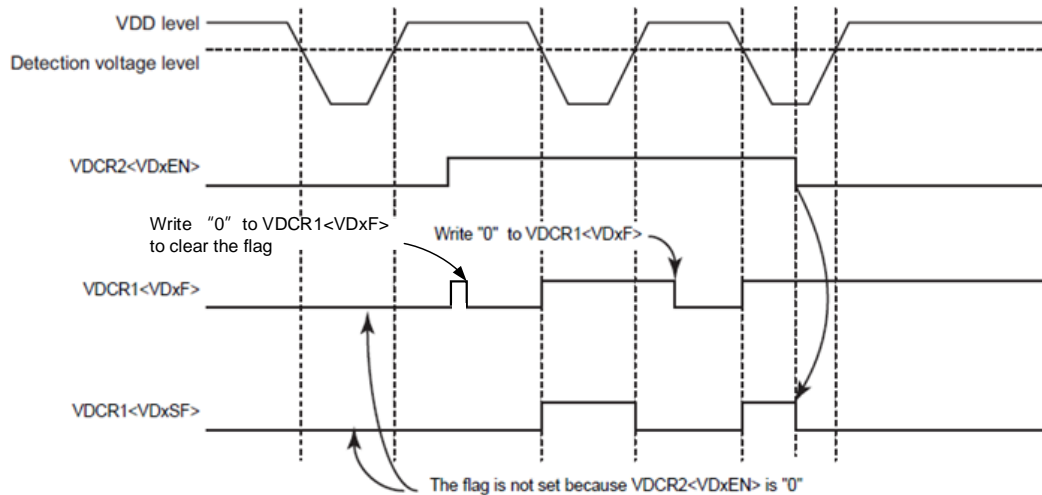 VDD level
Detection voltage level
VDCR2<VDxEN>
Write “0” to VDCR1<VDxF>
to clear the flag
Write "0" to VDCR1<VDxF>
VDCR1<VDxF>
VDCR1<VDxSF>
The flag is not set because VDCR2<VDxEN> is "0"